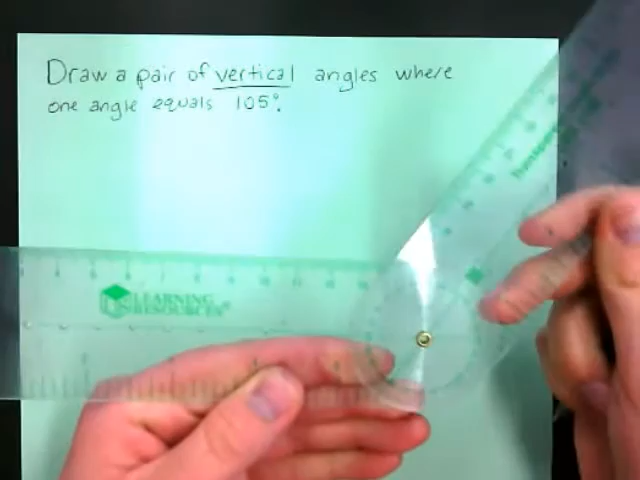 Draw a pair of vertical angles where
one angle equals 105°.
LEARNING
RESOURCES®